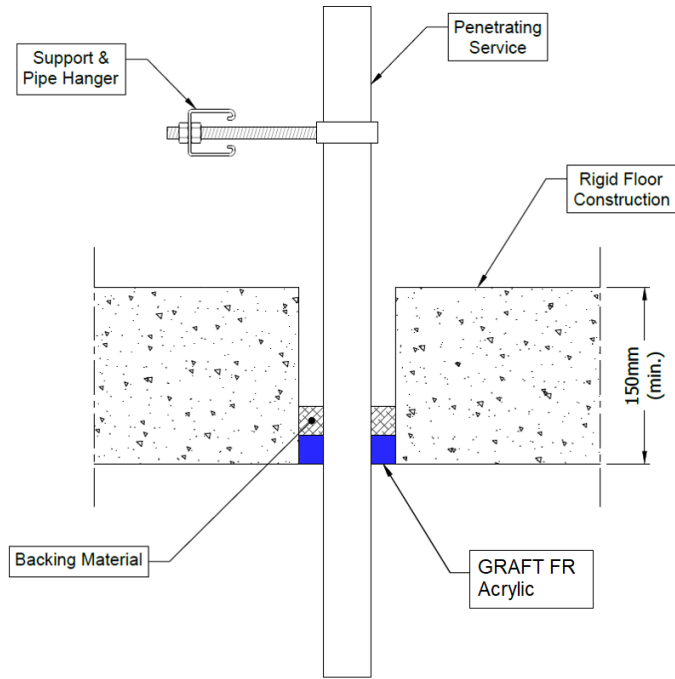 Penetrating
Service
Support &
Pipe Hanger
Rigid Floor
Construction
150mm
(min.)
Backing Material
GRAFT FR
Acrylic